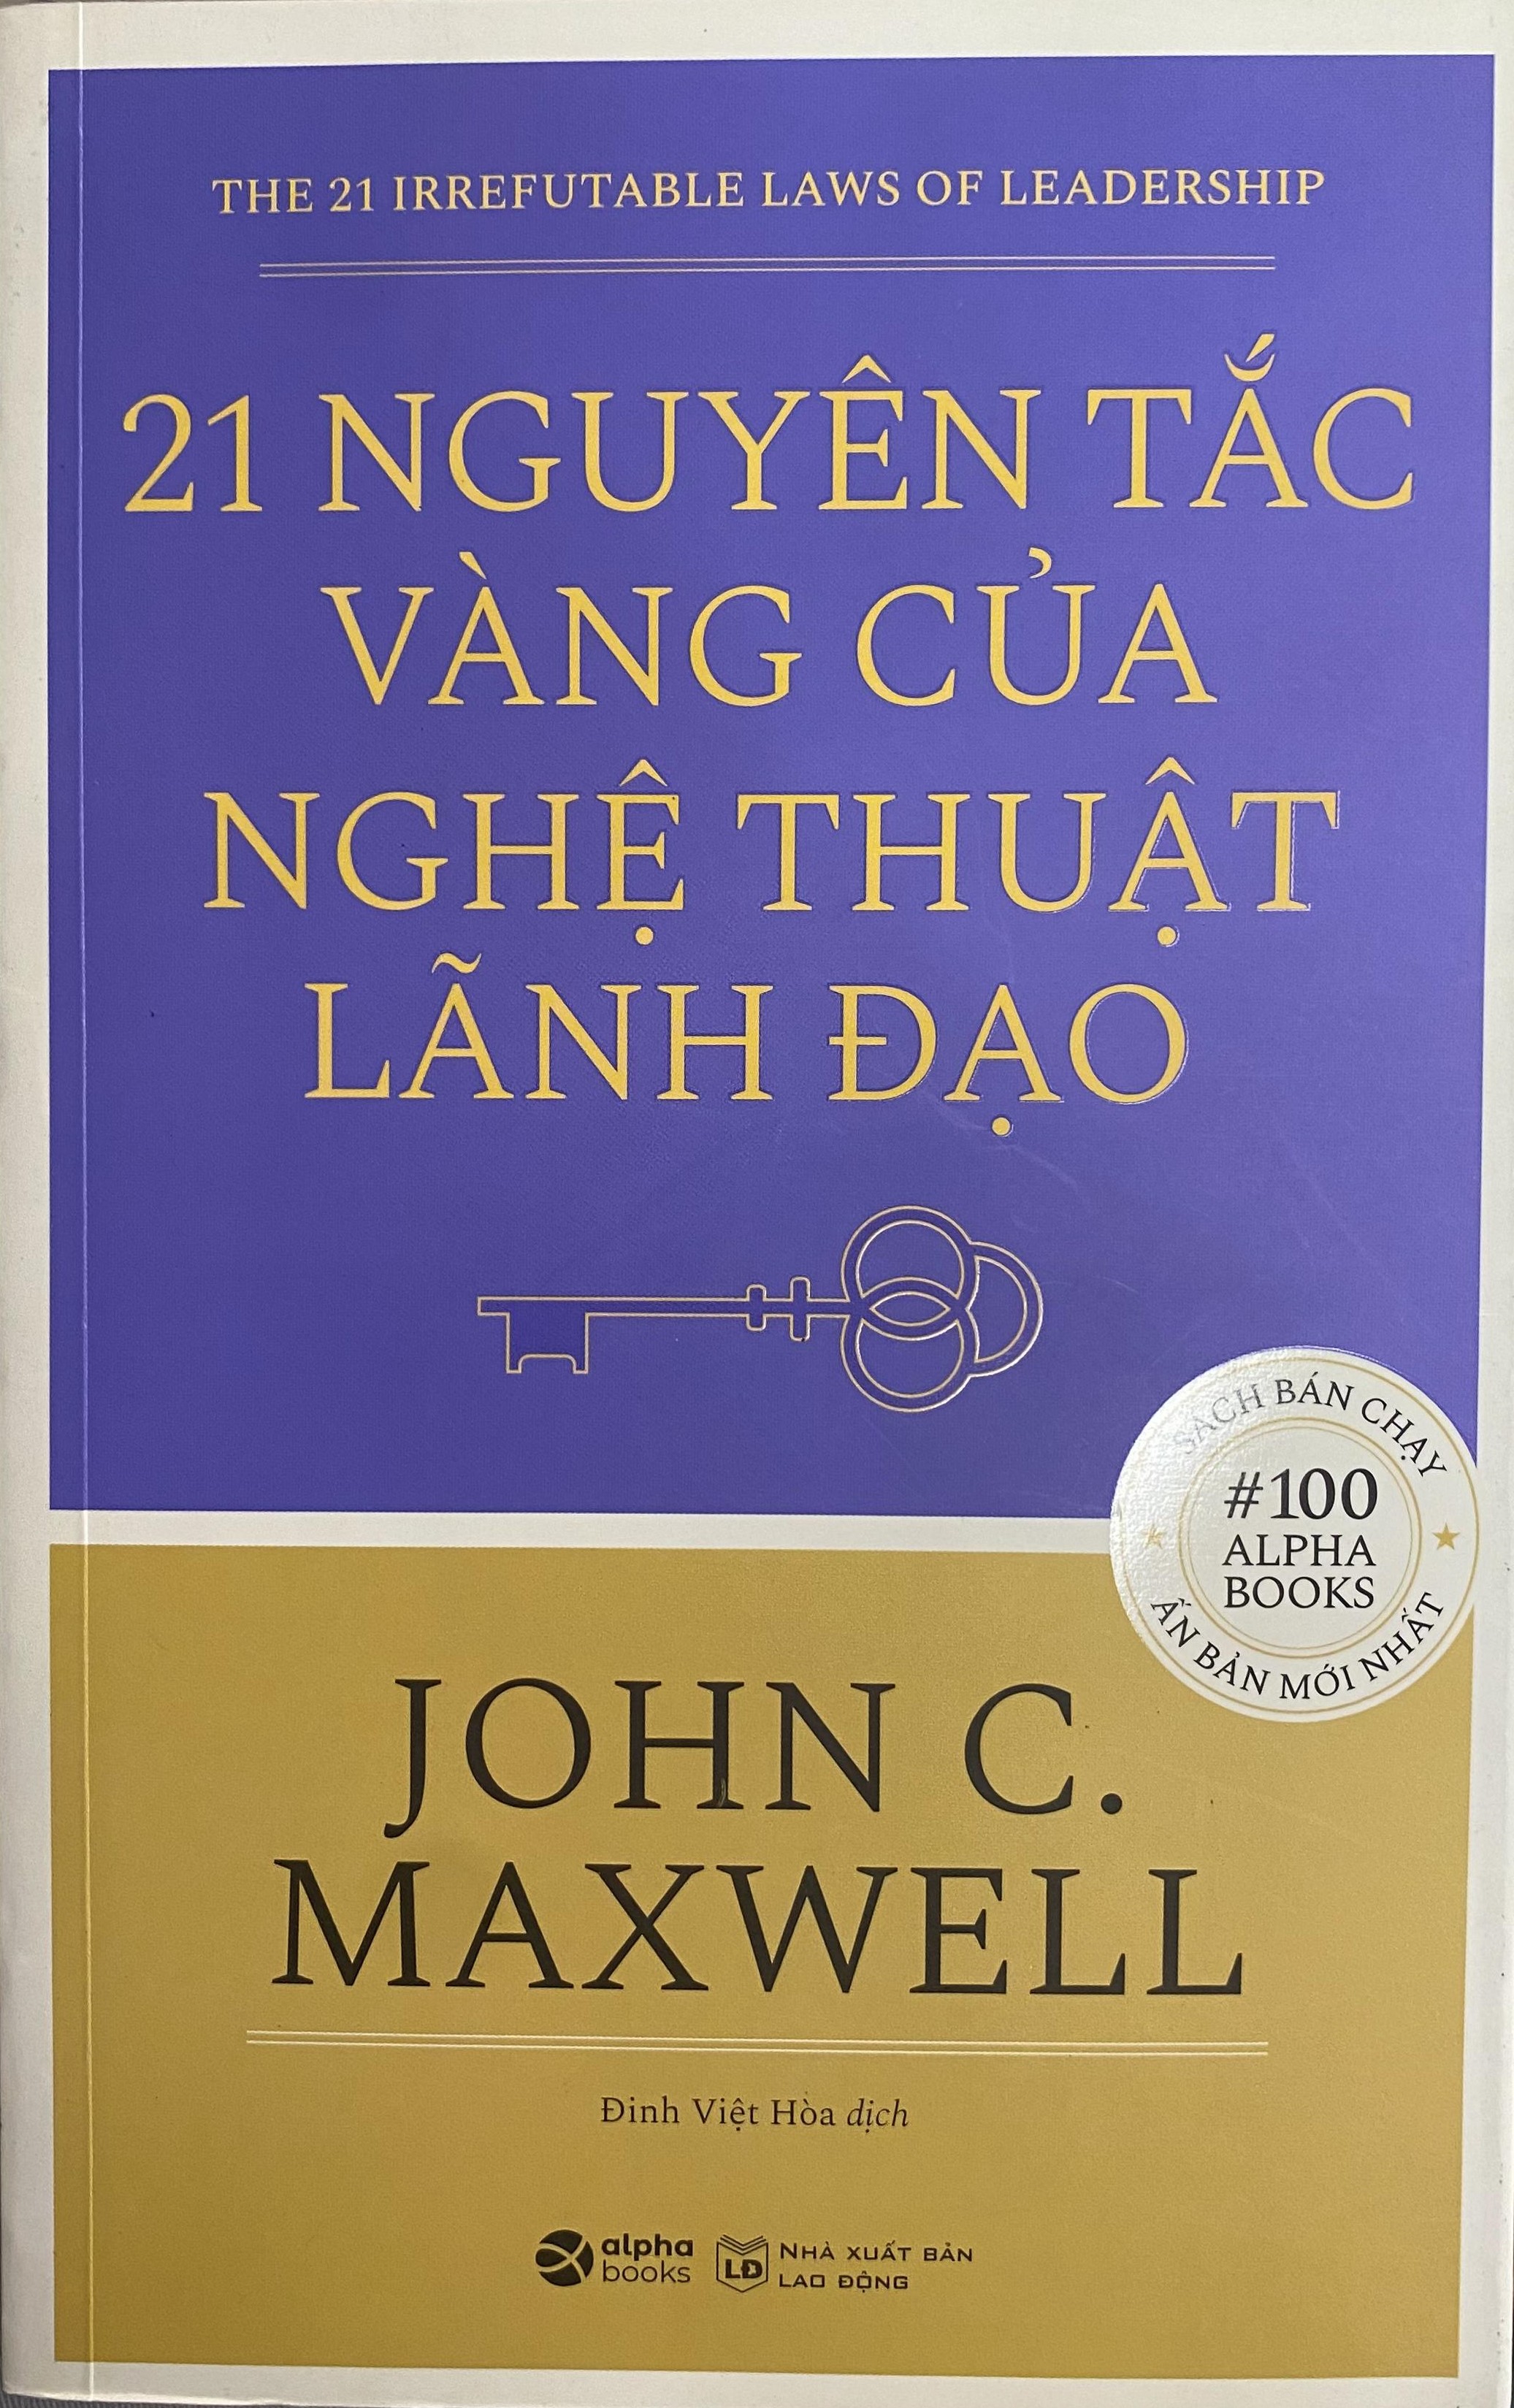 THE 21 IRREFUTABLE LAWS OF LEADERSHIP
21 NGUYÊN TẮC
VÀNG CỦA
NGHỆ THUẬT
LÃNH ĐẠO
SÁCH BÁN CHẠY
#100
ALPHA
BOOKS
ẤN BẢN MỚI NHẤT
JOHN C.
MAXWELL
Đinh Việt Hòa dịch
alpha
books
LĐ
NHÀ XUẤT BẢN
LAO ĐỘNG